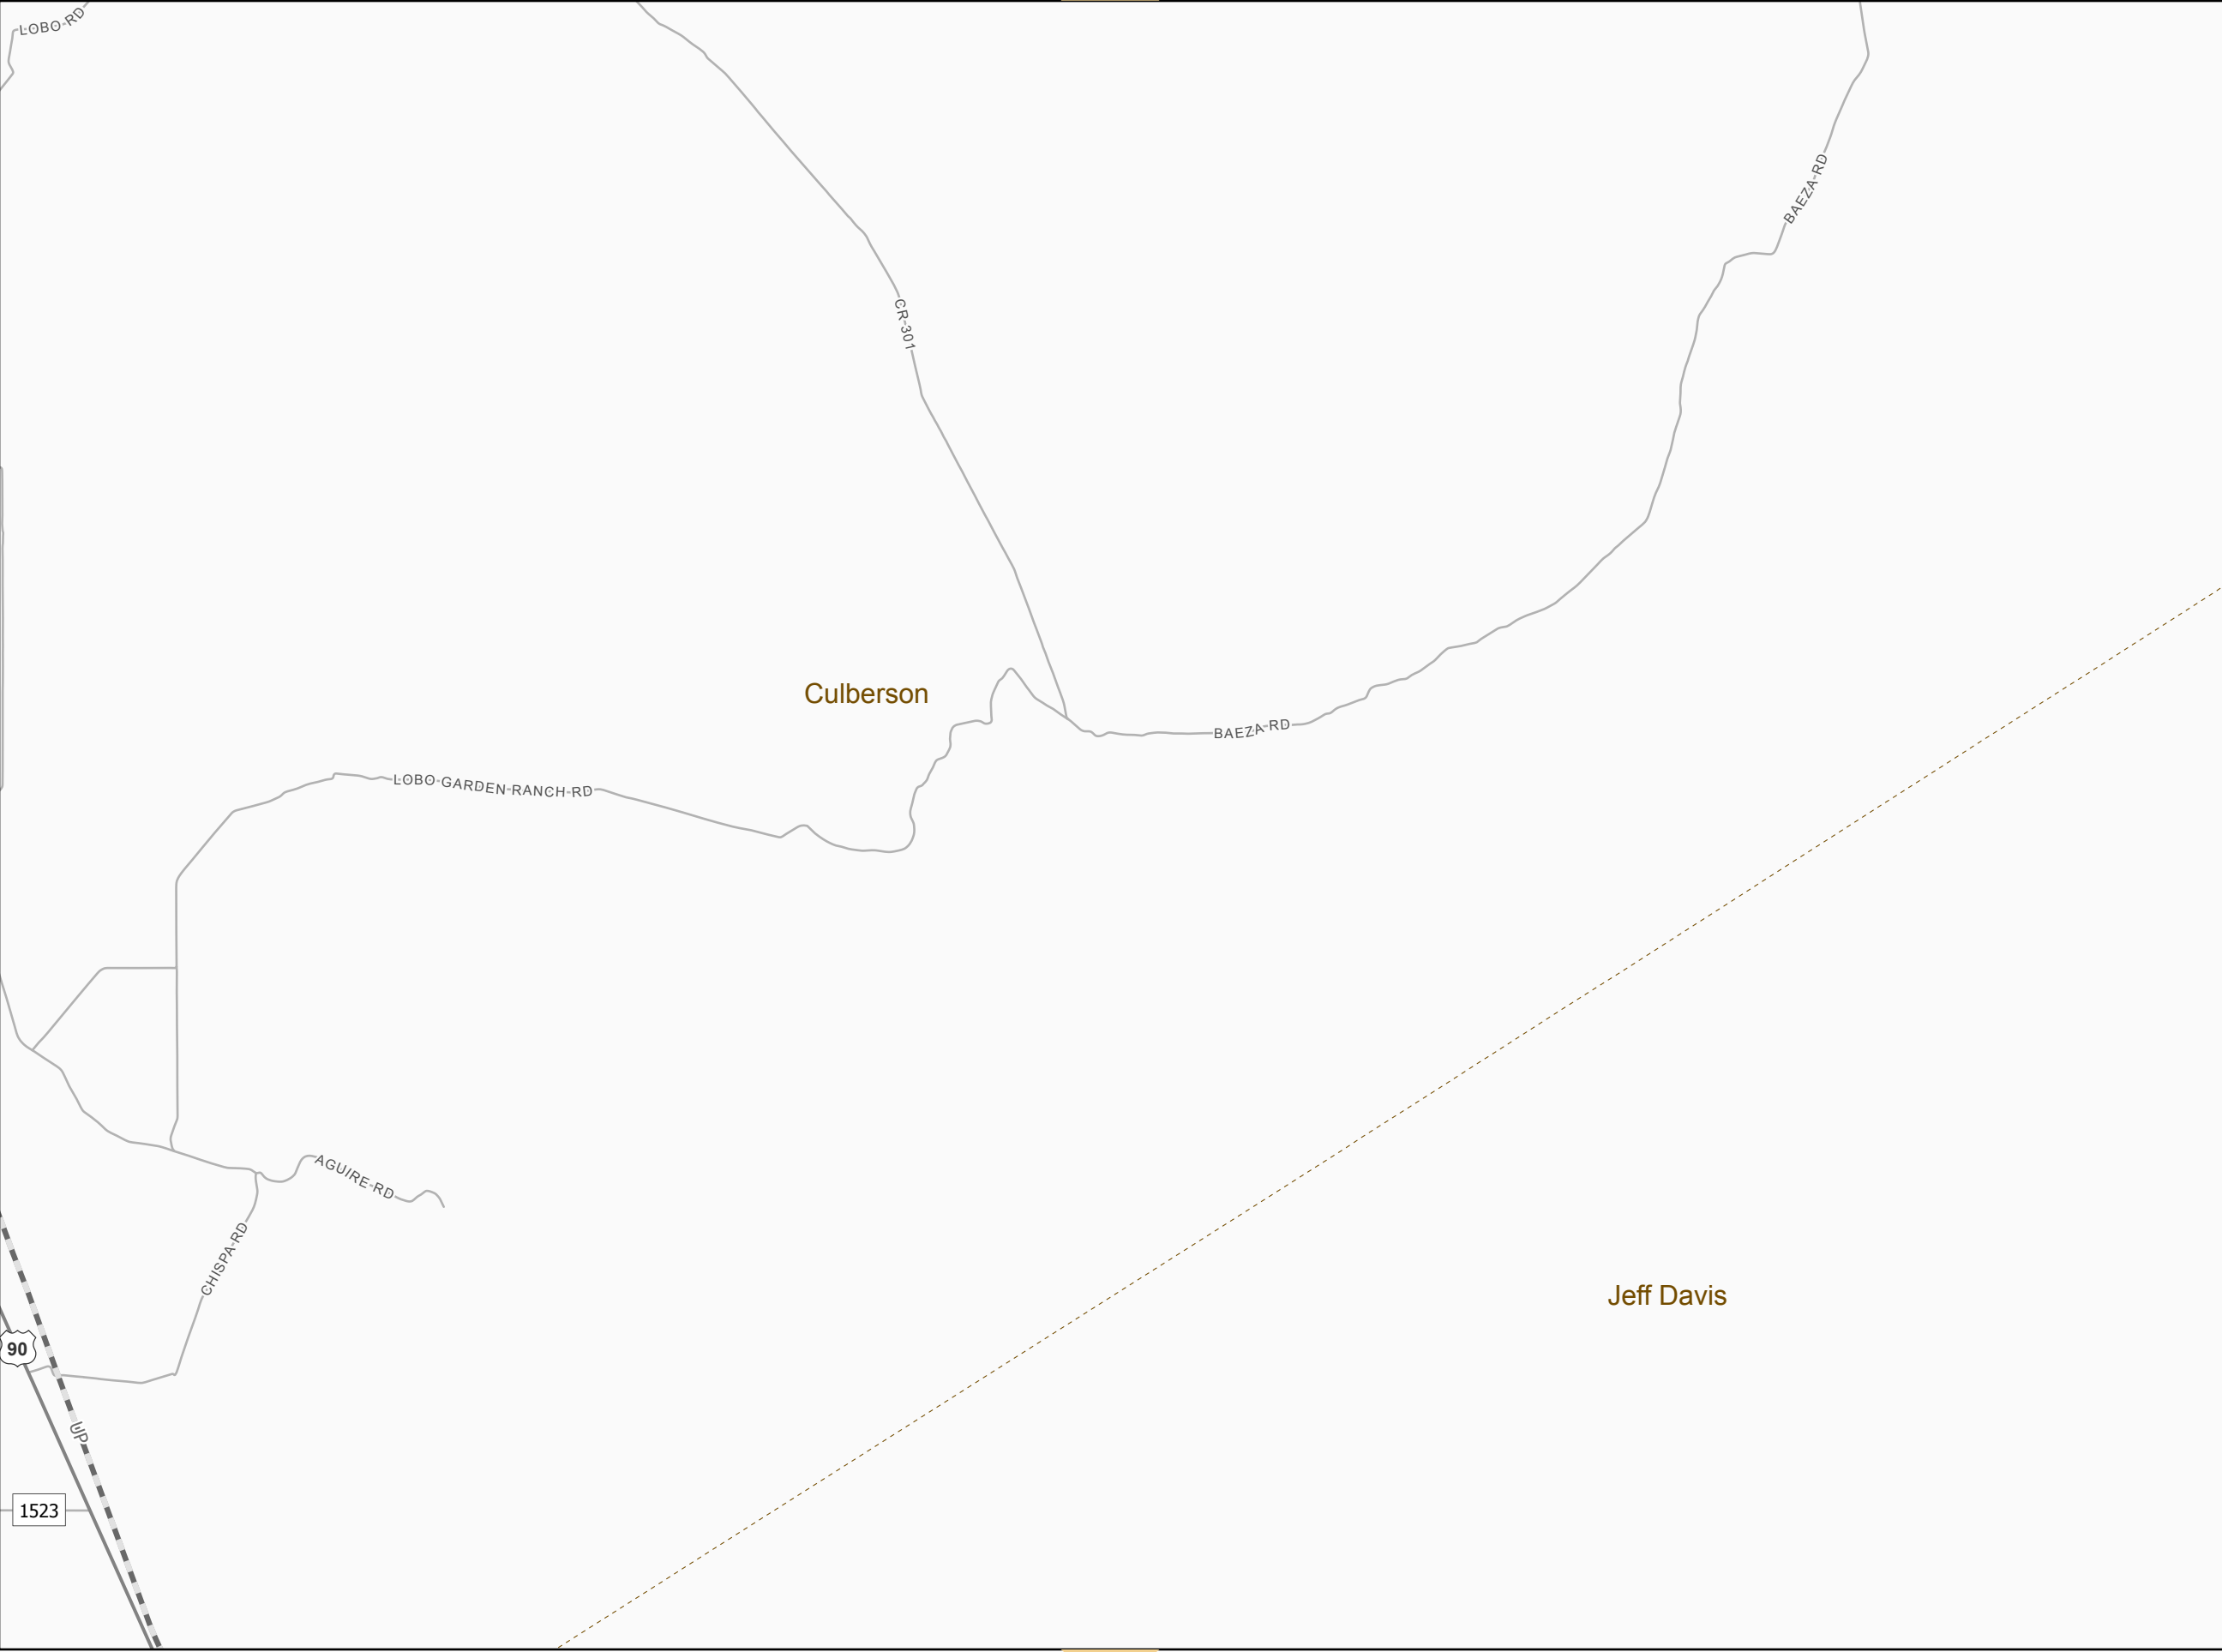 LOBO RD
BAEZA-RD
CR-301
Culberson
BAEZA RD
LOBO-GARDEN-RANCH-RD
AGUIRE-RD
CHISPA-RD
Jeff Davis
90
UP
1523